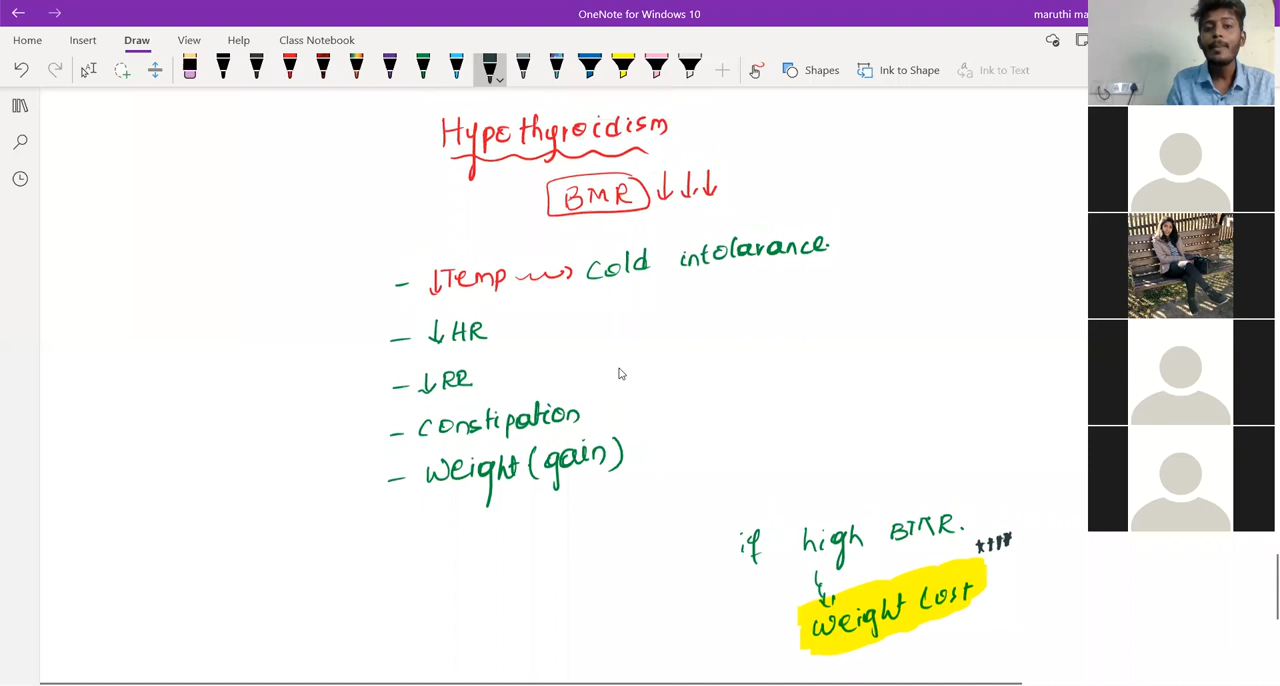 OneNote for Windows 10
maruthi ma
Home Insert Draw View Help Class Notebook
Shapes Ink to Shape Ink to Text
Hypothyroidism
BMR ↓↓↓
- ↓Temp → cold intolarance.
- ↓HR
- ↓RR
- constipation
- weight (gain)
if high BMR. ****
↓
weight Lost